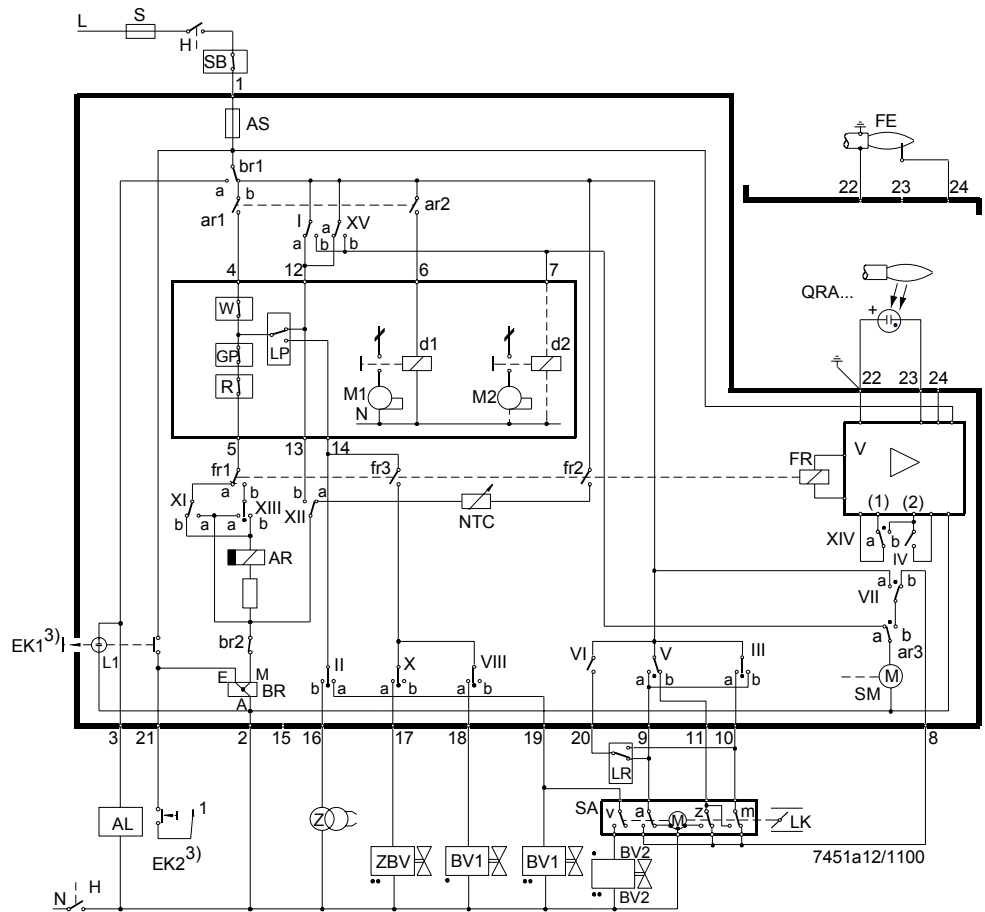 L
S
H
SB
1
AS
FE
br1
a
b
ar1
I
a
b
XV
a
b
ar2
22
23
24
4
12
6
7
QRA...
+
W
LP
GP
R
d1
d2
M1
N
M2
22
23
24
V
FR
(1)
(2)
5
13
14
fr1
a
b
fr3
fr2
XI
b
a
XIII
a
b
b
a
XII
NTC
XIV
a
b
IV
AR
a
b
VII
a
b
ar3
EK1 3)
L1
br2
E
M
BR
A
II
b
a
X
a
b
VIII
a
b
VI
V
a
b
III
a
b
M
SM
3
21
2
15
16
17
18
19
20
9
11
10
8
LR
AL
1
EK2 3)
Z
SA
v
a
M
z
m
LK
ZBV
BV1
BV1
BV2
BV2
7451a12/1100
N
H